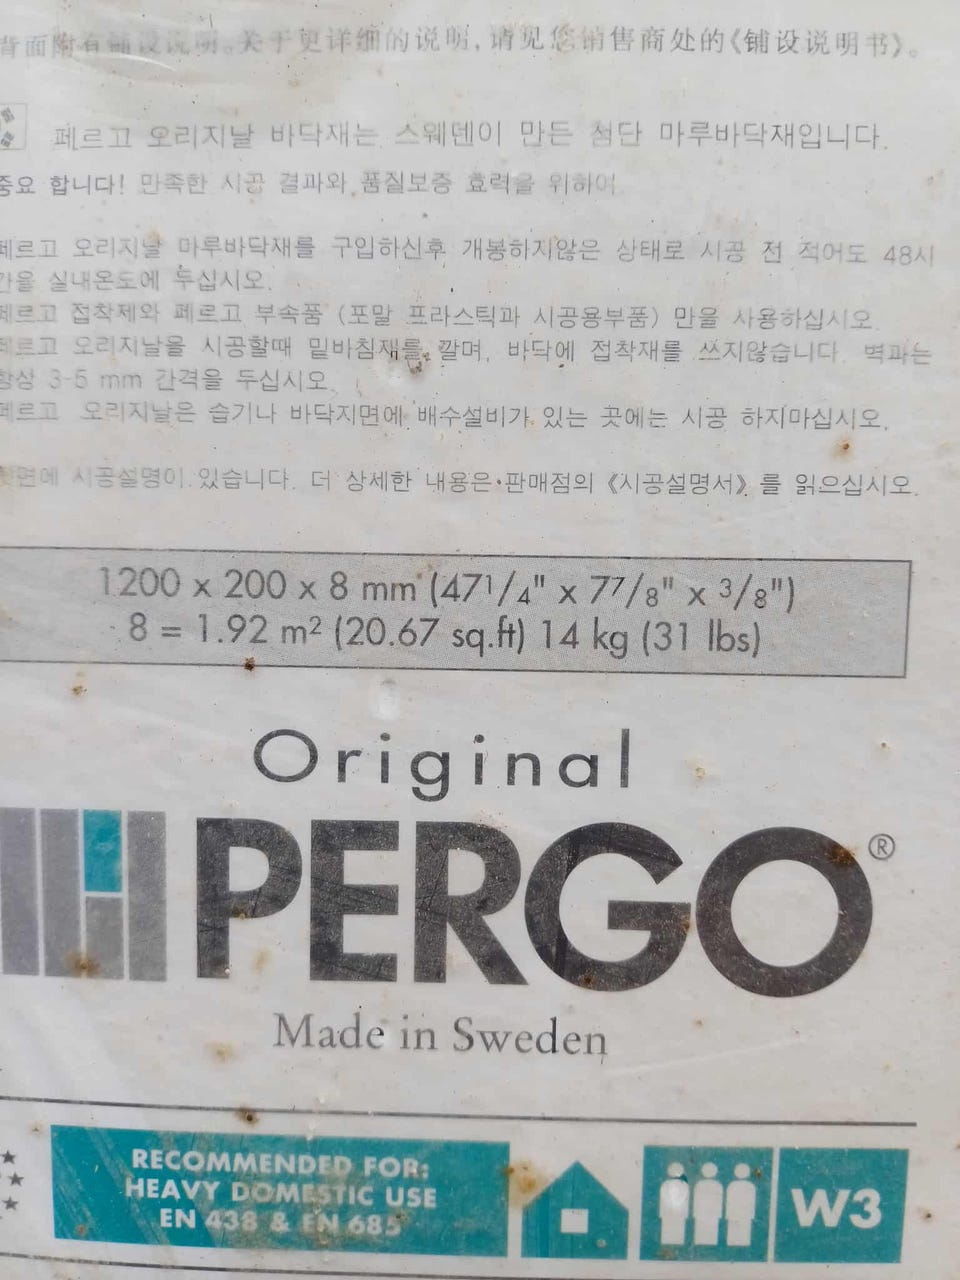 背面附有铺设说明。关于更详细的说明, 请见您销售商处的《铺设说明书》。
페르고 오리지날 바닥재는 스웨덴이 만든 첨단 마루바닥재입니다.
중요 합니다! 만족한 시공 결과와 품질보증 효력을 위하여
페르고 오리지날 마루바닥재를 구입하신후 개봉하지않은 상태로 시공 전 적어도 48시
간을 실내온도에 두십시오.
페르고 접착제와 페르고 부속품 (포말 프라스틱과 시공용부품) 만을 사용하십시오.
페르고 오리지날을 시공할때 밑바침재를 깔며, 바닥에 접착재를 쓰지않습니다. 벽과는
항상 3-5 mm 간격을 두십시오.
페르고 오리지날은 습기나 바닥지면에 배수설비가 있는 곳에는 시공 하지마십시오.
뒷면에 시공설명이 있습니다. 더 상세한 내용은 판매점의 《시공설명서》를 읽으십시오.
1200 x 200 x 8 mm (47 1/4" x 7 7/8" x 3/8")
8 = 1.92 m² (20.67 sq.ft) 14 kg (31 lbs)
Original
PERGO®
Made in Sweden
RECOMMENDED FOR:
HEAVY DOMESTIC USE
EN 438 & EN 685
W3